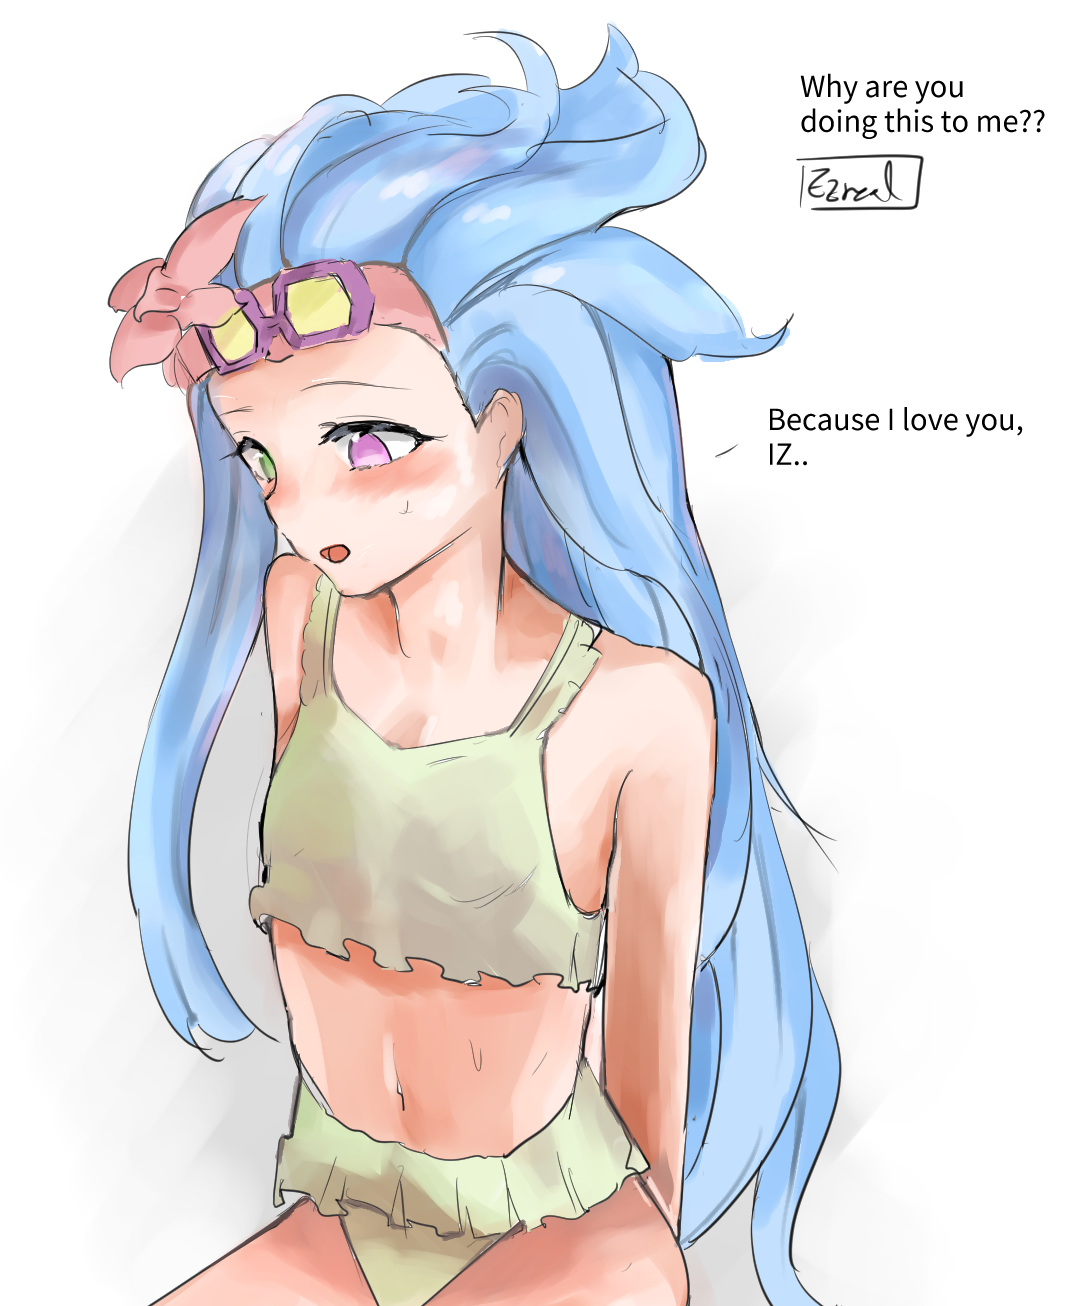 Why are you
doing this to me??
Ezreal
Because I love you,
IZ..